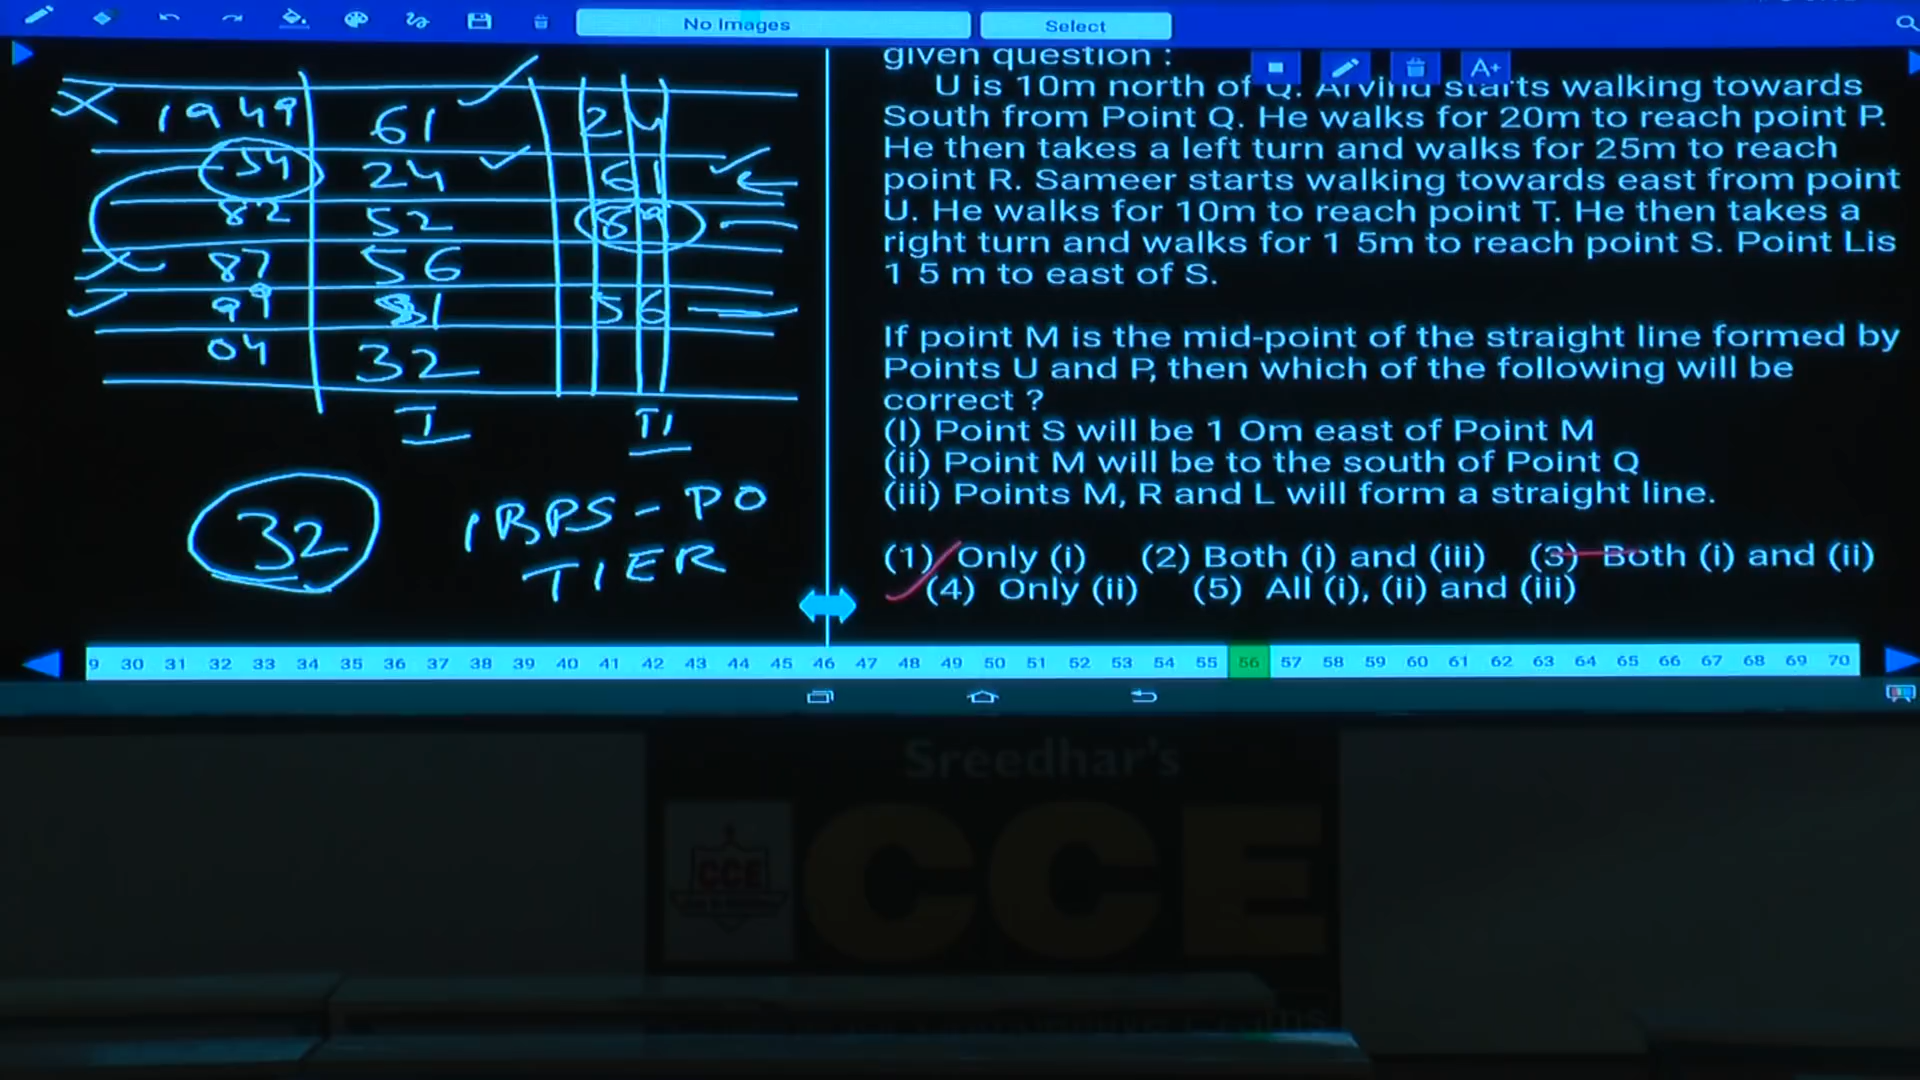 No Images
Select
A+
given question :
U is 10m north of Q. Arvind starts walking towards
South from Point Q. He walks for 20m to reach point P.
He then takes a left turn and walks for 25m to reach
point R. Sameer starts walking towards east from point
U. He walks for 10m to reach point T. He then takes a
right turn and walks for 1 5m to reach point S. Point Lis
1 5 m to east of S.
If point M is the mid-point of the straight line formed by
Points U and P, then which of the following will be
correct ?
(I) Point S will be 1 Om east of Point M
(ii) Point M will be to the south of Point Q
(iii) Points M, R and L will form a straight line.
(1) Only (i) (2) Both (i) and (iii) (3) Both (i) and (ii)
(4) Only (ii) (5) All (i), (ii) and (iii)
1949 61 24
34 24 61
82 52 89
87 56
99 81 56
04 32
I II
32 IBPS - PO
TIER
9 30 31 32 33 34 35 36 37 38 39 40 41 42 43 44 45 46 47 48 49 50 51 52 53 54 55 56 57 58 59 60 61 62 63 64 65 66 67 68 69 70
Sreedhar's
CCE
CCE